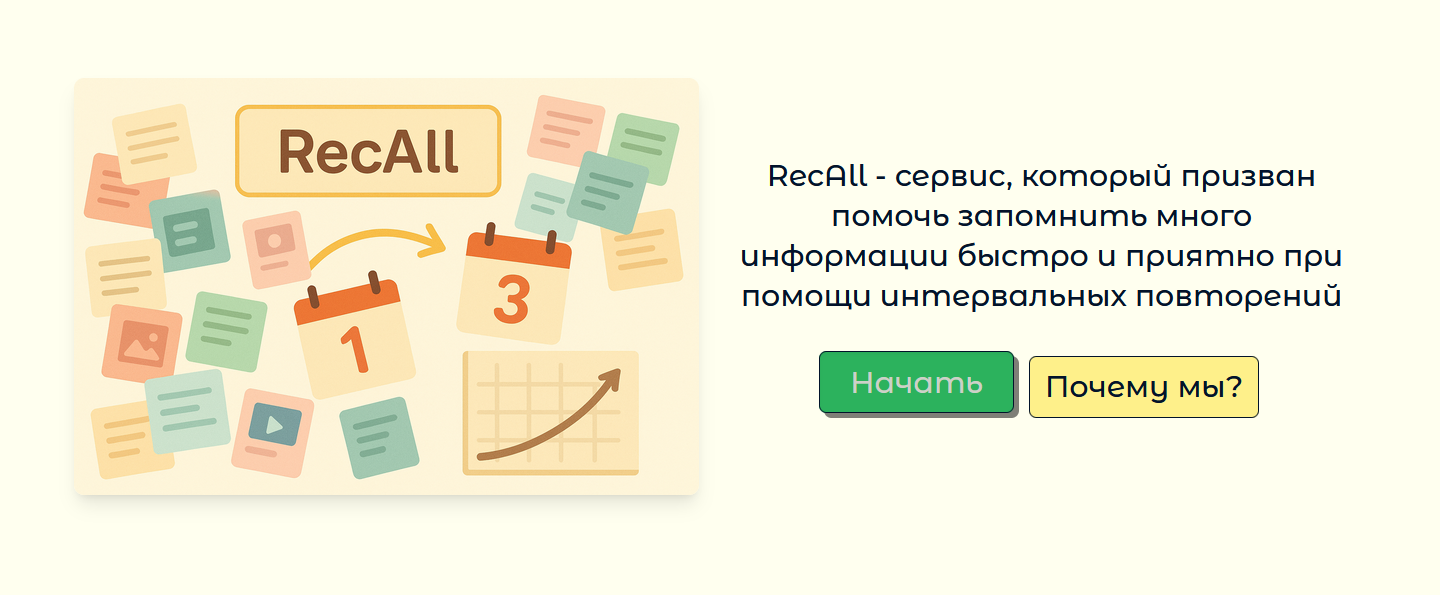 RecAll
1
3
RecAll - сервис, который призван
помочь запомнить много
информации быстро и приятно при
помощи интервальных повторений
Начать
Почему мы?